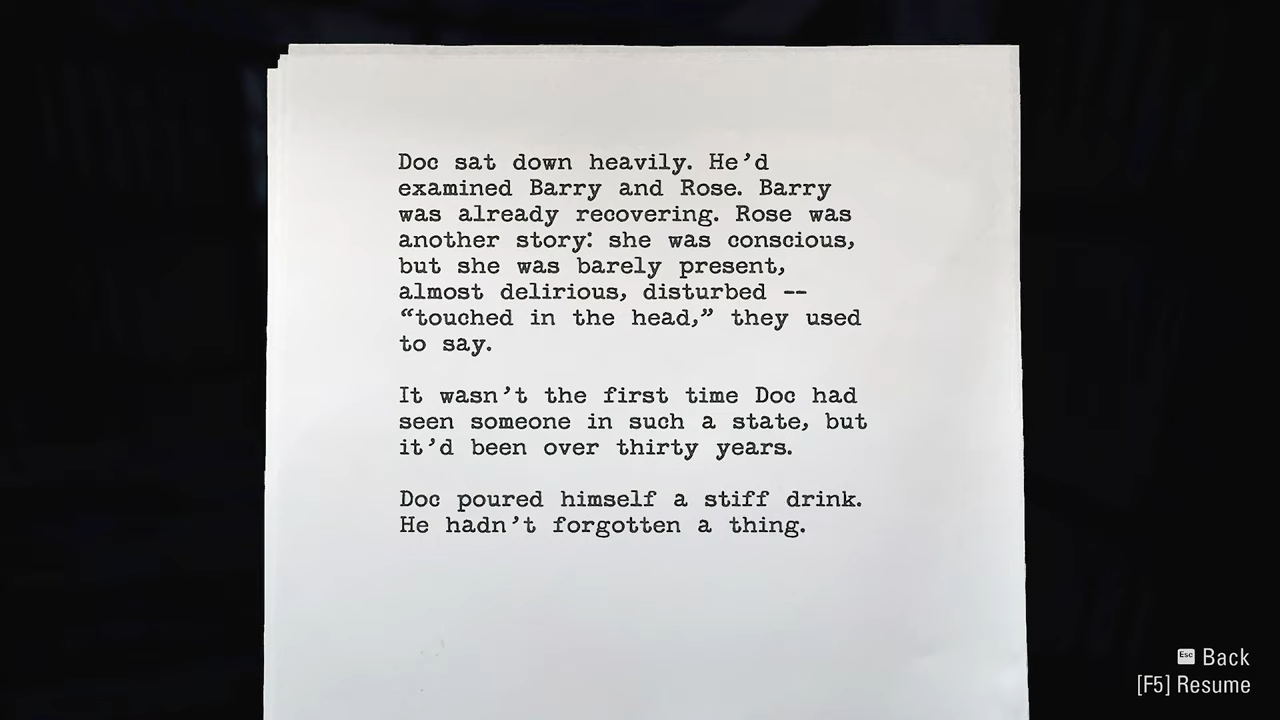 Doc sat down heavily. He’d
examined Barry and Rose. Barry
was already recovering. Rose was
another story: she was conscious,
but she was barely present,
almost delirious, disturbed --
“touched in the head,” they used
to say.
It wasn’t the first time Doc had
seen someone in such a state, but
it’d been over thirty years.
Doc poured himself a stiff drink.
He hadn’t forgotten a thing.
Esc Back
[F5] Resume